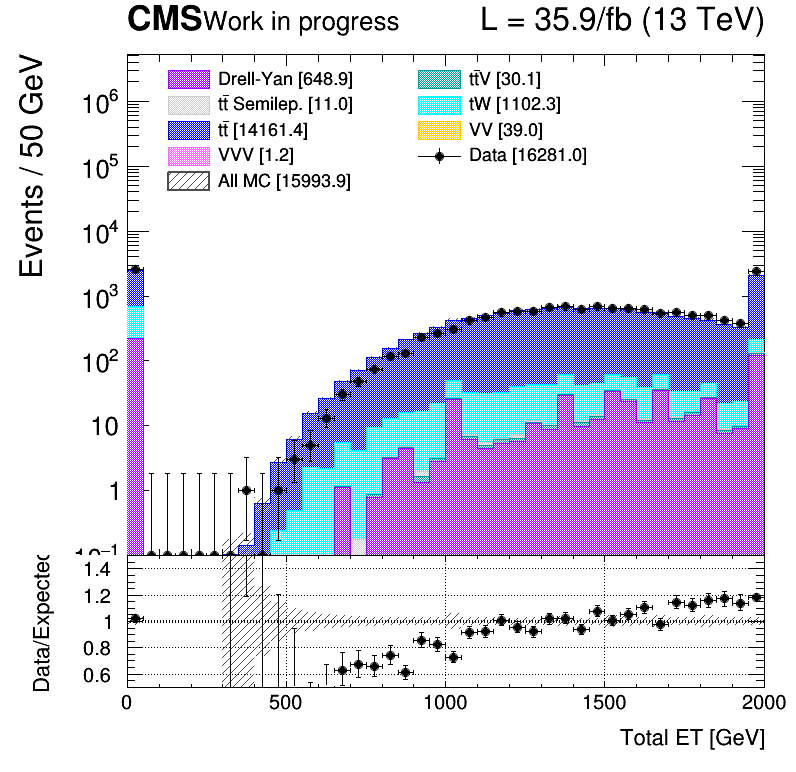 CMS Work in progress L = 35.9/fb (13 TeV)
Events / 50 GeV
Drell-Yan [648.9]
tt̄ Semilep. [11.0]
tt̄ [14161.4]
VVV [1.2]
All MC [15993.9]
tt̄V [30.1]
tW [1102.3]
VV [39.0]
Data [16281.0]
10⁶
10⁵
10⁴
10³
10²
10
1
10⁻¹
Data/Expected
1.4
1.2
1
0.8
0.6
0 500 1000 1500 2000
Total ET [GeV]